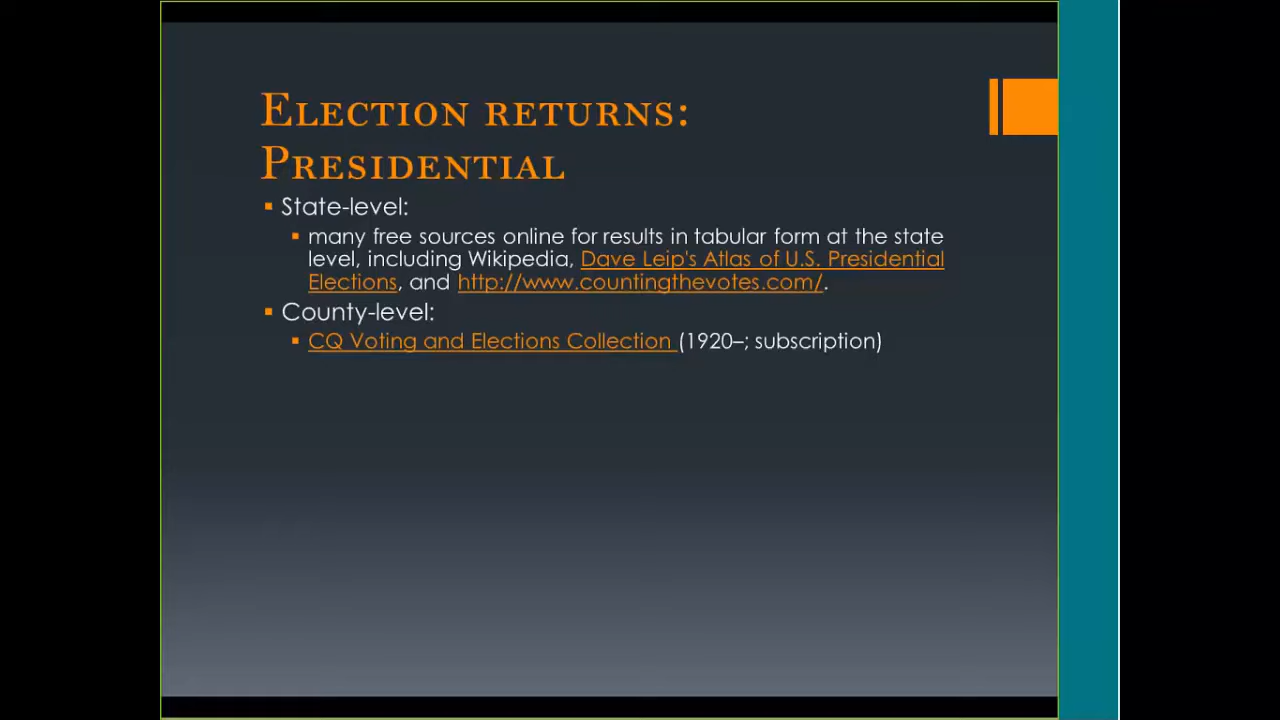 Election returns:
Presidential
▪ State-level:
▪ many free sources online for results in tabular form at the state
level, including Wikipedia, Dave Leip's Atlas of U.S. Presidential
Elections, and http://www.countingthevotes.com/.
▪ County-level:
▪ CQ Voting and Elections Collection (1920–; subscription)